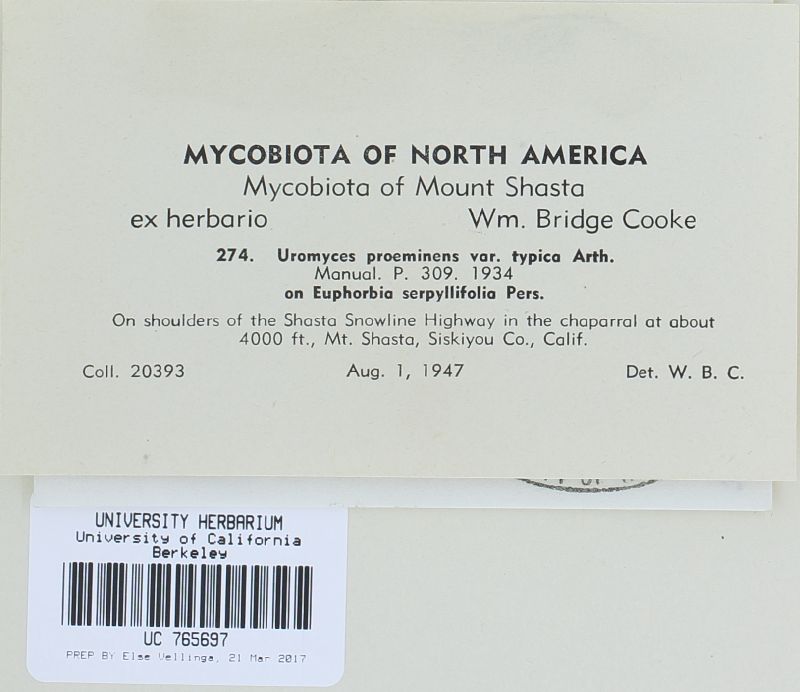 MYCOBIOTA OF NORTH AMERICA
Mycobiota of Mount Shasta
ex herbario Wm. Bridge Cooke
274. Uromyces proeminens var. typica Arth.
Manual. P. 309. 1934
on Euphorbia serpyllifolia Pers.
On shoulders of the Shasta Snowline Highway in the chaparral at about
4000 ft., Mt. Shasta, Siskiyou Co., Calif.
Coll. 20393 Aug. 1, 1947 Det. W. B. C.
UNIVERSITY HERBARIUM
University of California
Berkeley
UC 765697
PREP BY Else Vellinga, 21 Mar 2017